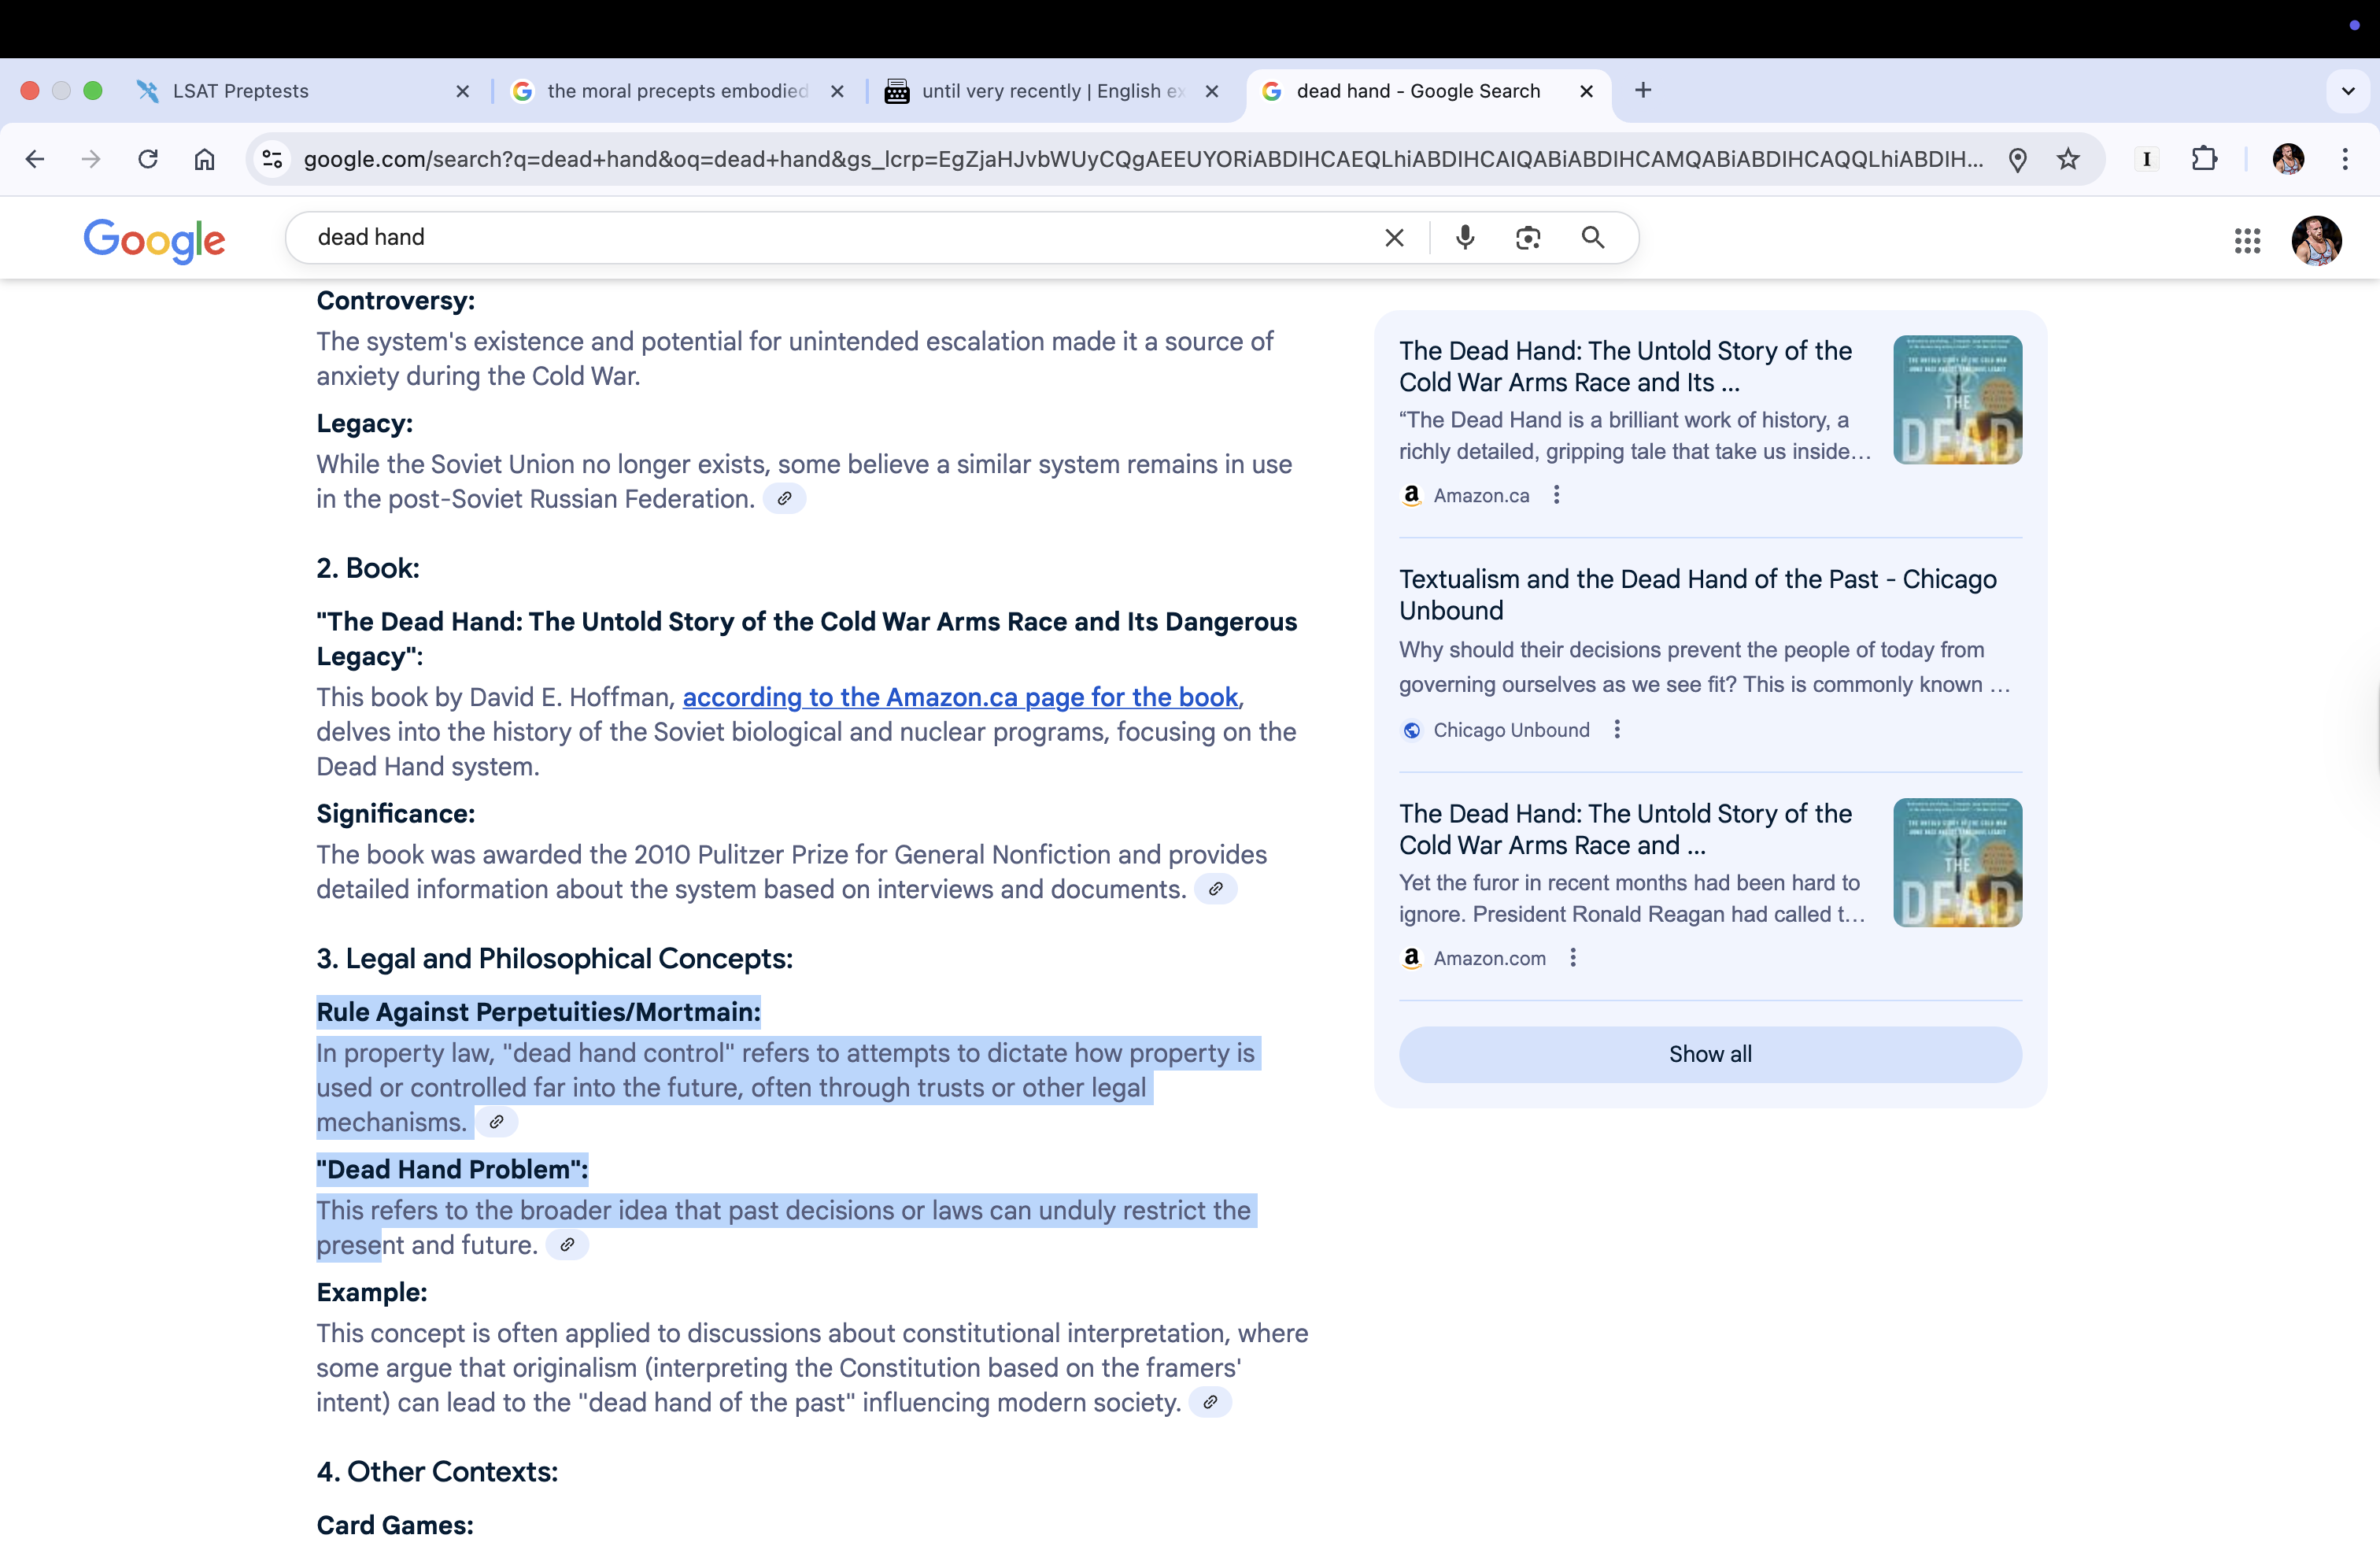 LSAT Preptests
the moral precepts embodied
until very recently | English ex
dead hand - Google Search
google.com/search?q=dead+hand&oq=dead+hand&gs_lcrp=EgZjaHJvbWUyCQgAEEUYORiABDIHCAEQLhiABDIHCAIQABiABDIHCAMQABiABDIHCAQQLhiABDIH...
I
Google
dead hand
Controversy:
The system's existence and potential for unintended escalation made it a source of
anxiety during the Cold War.
Legacy:
While the Soviet Union no longer exists, some believe a similar system remains in use
in the post-Soviet Russian Federation.
2. Book:
"The Dead Hand: The Untold Story of the Cold War Arms Race and Its Dangerous
Legacy":
This book by David E. Hoffman, according to the Amazon.ca page for the book,
delves into the history of the Soviet biological and nuclear programs, focusing on the
Dead Hand system.
Significance:
The book was awarded the 2010 Pulitzer Prize for General Nonfiction and provides
detailed information about the system based on interviews and documents.
3. Legal and Philosophical Concepts:
Rule Against Perpetuities/Mortmain:
In property law, "dead hand control" refers to attempts to dictate how property is
used or controlled far into the future, often through trusts or other legal
mechanisms.
"Dead Hand Problem":
This refers to the broader idea that past decisions or laws can unduly restrict the
present and future.
Example:
This concept is often applied to discussions about constitutional interpretation, where
some argue that originalism (interpreting the Constitution based on the framers'
intent) can lead to the "dead hand of the past" influencing modern society.
4. Other Contexts:
Card Games:
The Dead Hand: The Untold Story of the
Cold War Arms Race and Its ...
“The Dead Hand is a brilliant work of history, a
richly detailed, gripping tale that take us inside...
a Amazon.ca
THE
DEAD
Textualism and the Dead Hand of the Past - Chicago
Unbound
Why should their decisions prevent the people of today from
governing ourselves as we see fit? This is commonly known ...
Chicago Unbound
The Dead Hand: The Untold Story of the
Cold War Arms Race and ...
Yet the furor in recent months had been hard to
ignore. President Ronald Reagan had called t...
a Amazon.com
THE
DEAD
Show all